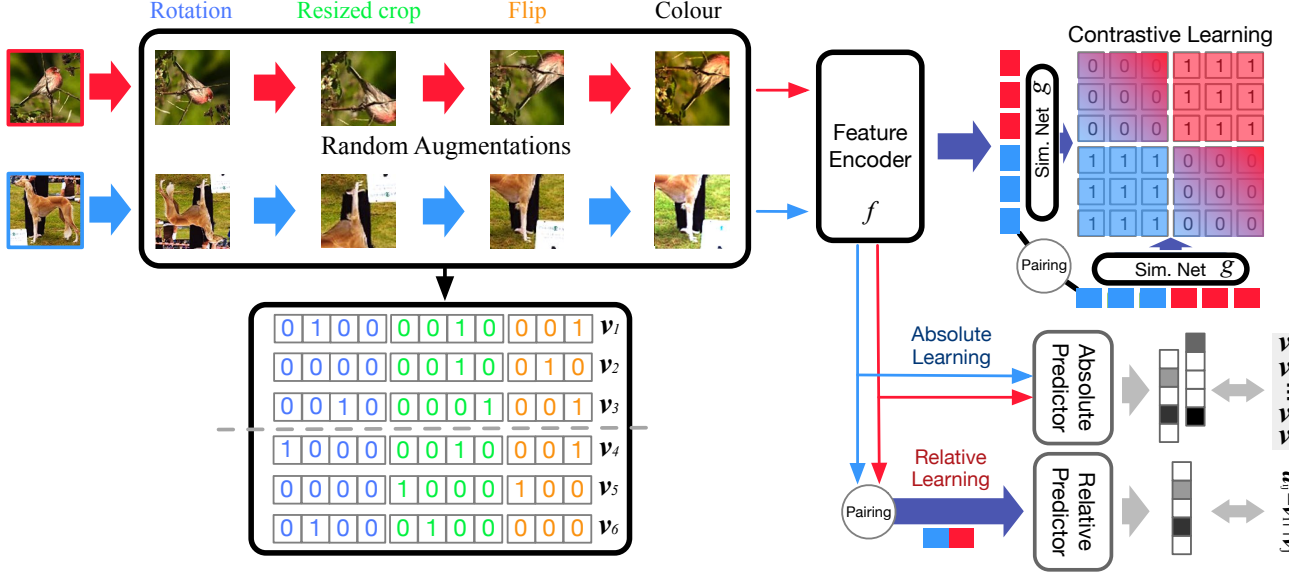 Rotation Resized crop Flip Colour
Random Augmentations
Feature
Encoder
f
Contrastive Learning
Sim. Net g
0 0 0 1 1 1
0 0 0 1 1 1
0 0 0 1 1 1
1 1 1 0 0 0
1 1 1 0 0 0
1 1 1 0 0 0
Pairing
Sim. Net g
0 1 0 0 0 0 1 0 0 0 1 v1
0 0 0 0 0 0 1 0 0 1 0 v2
0 0 1 0 0 0 0 1 0 0 1 v3
1 0 0 0 0 0 1 0 0 0 1 v4
0 0 0 0 1 0 0 0 1 0 0 v5
0 1 0 0 0 1 0 0 0 0 0 v6
Absolute
Learning
Absolute
Predictor
v
v
...
v
v
Relative
Learning
Pairing
Relative
Predictor